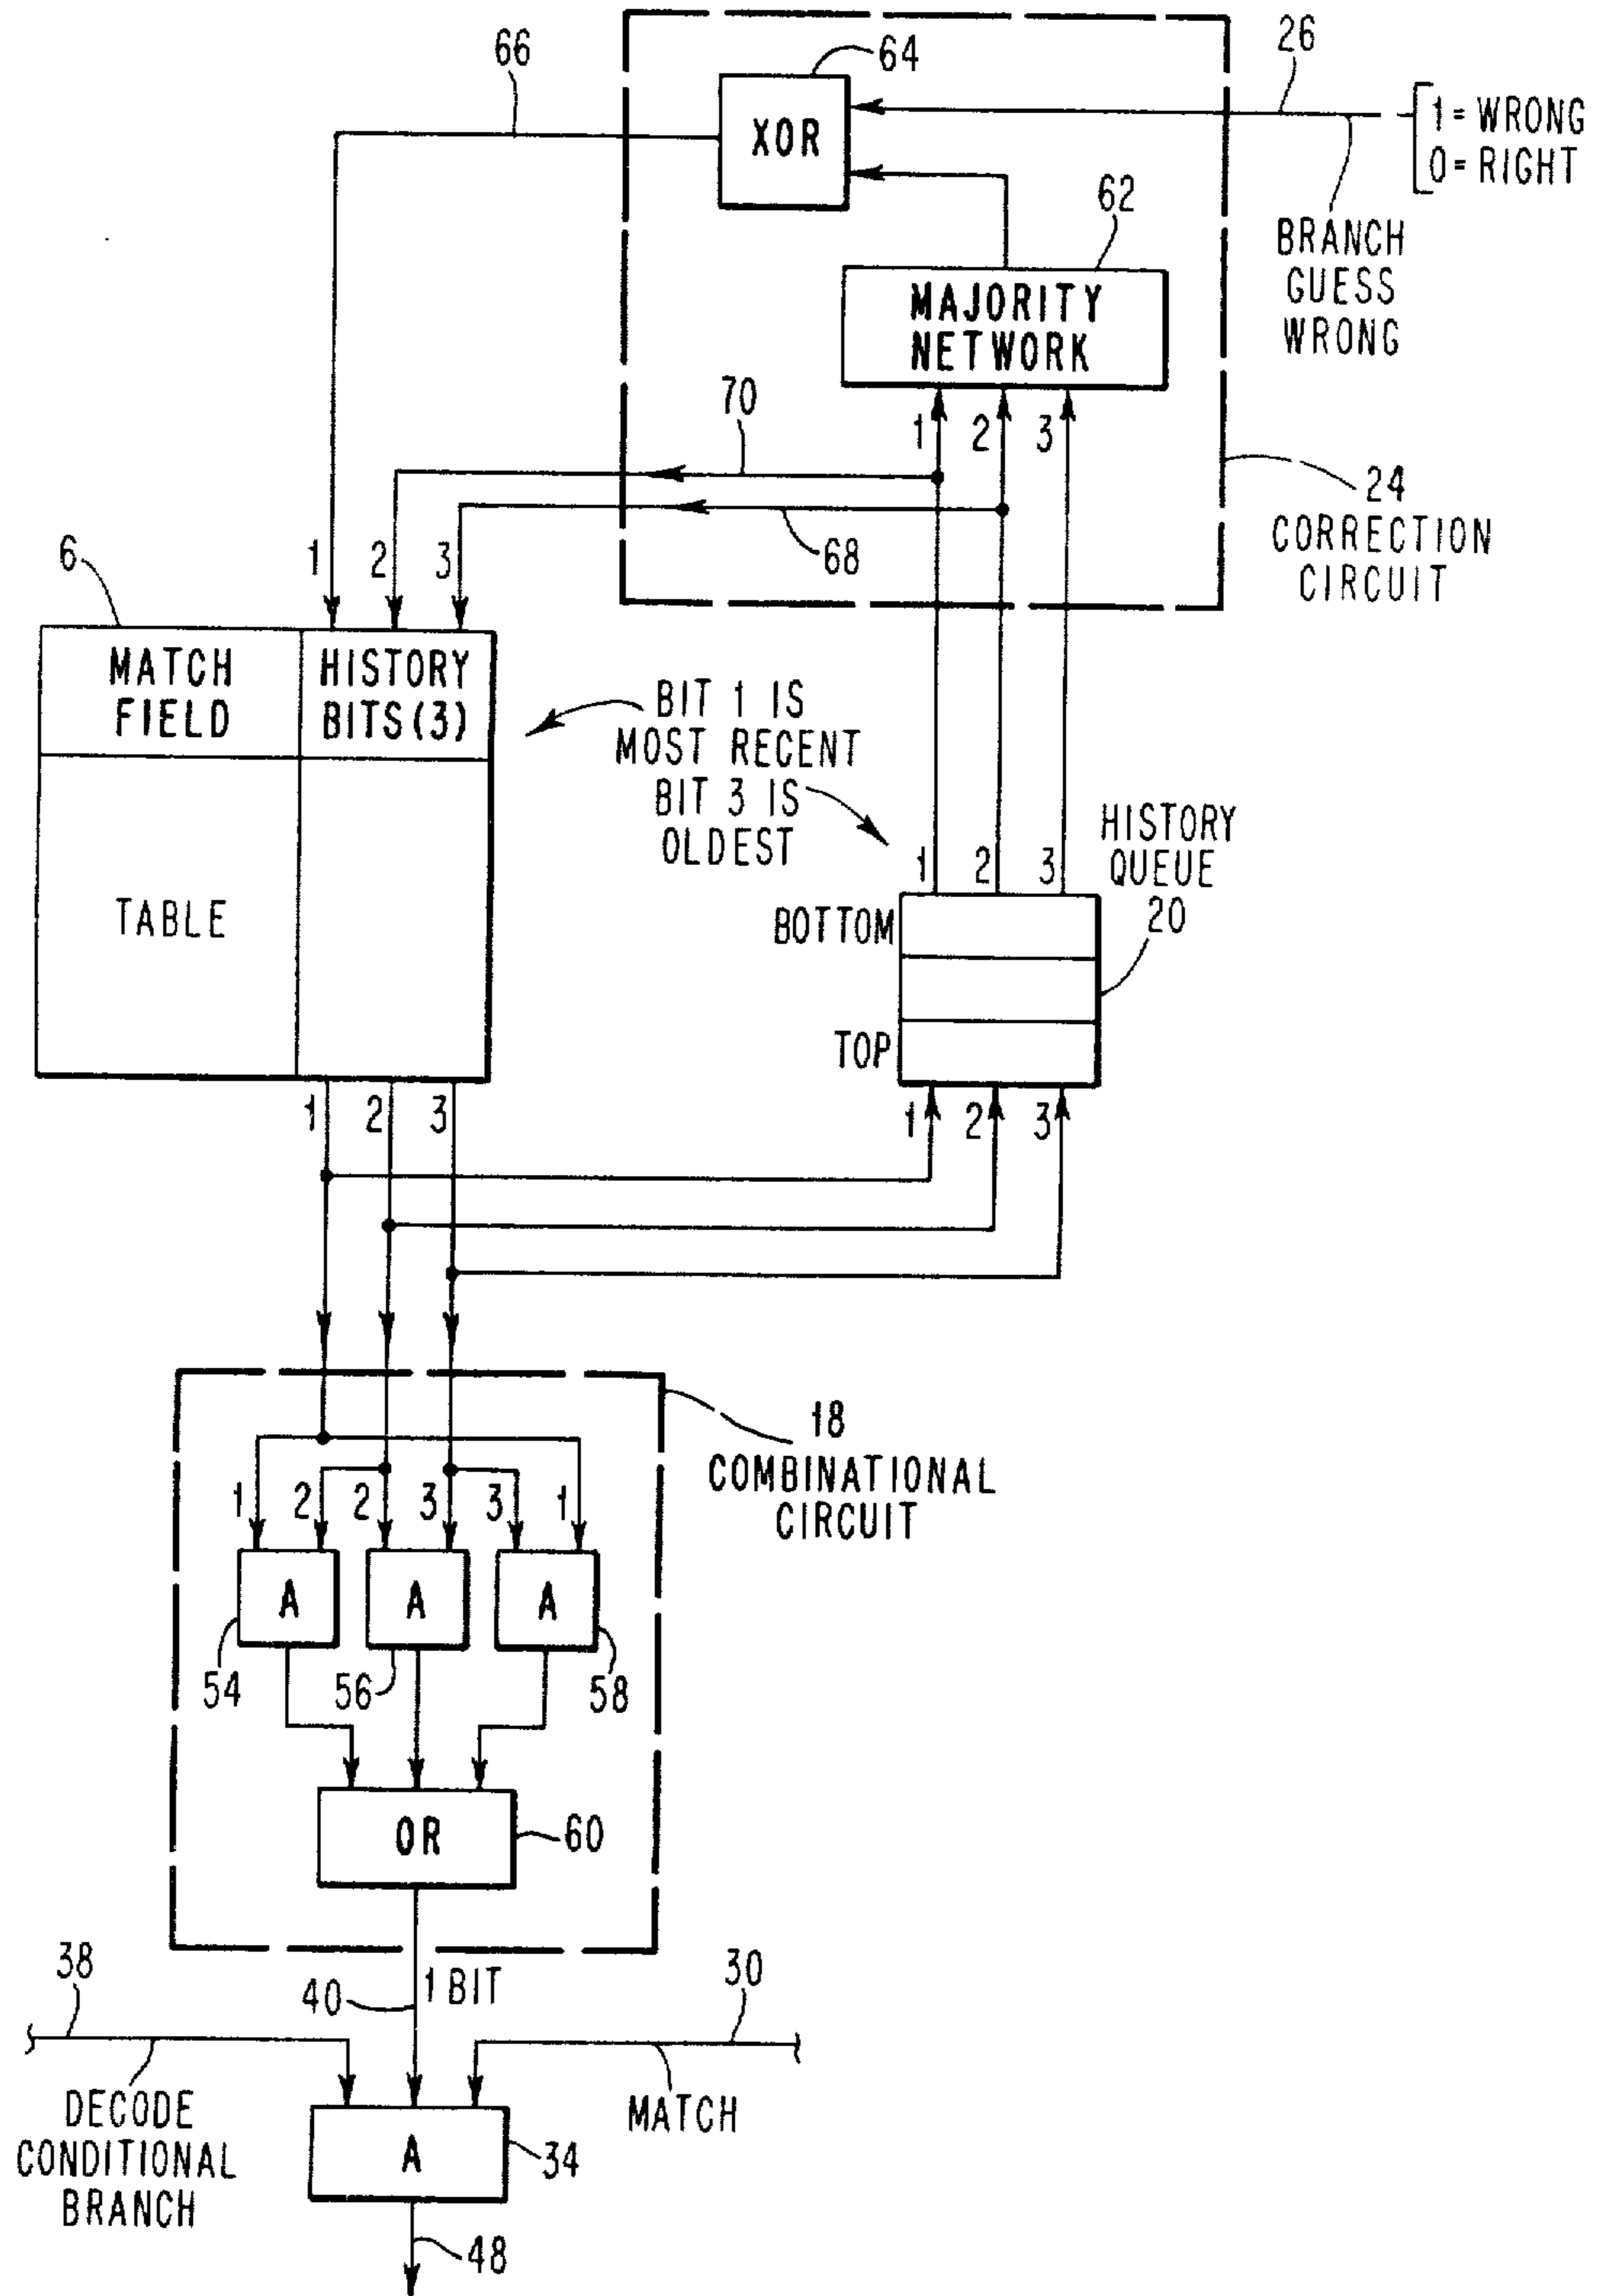 66
64
26
XOR
1 = WRONG
0 = RIGHT
62
BRANCH
GUESS
WRONG
MAJORITY
NETWORK
70
1 2 3
24
CORRECTION
CIRCUIT
68
6
1 2 3
MATCH
FIELD
HISTORY
BITS(3)
BIT 1 IS
MOST RECENT
BIT 3 IS
OLDEST
HISTORY
QUEUE
20
1 2 3
TABLE
BOTTOM
TOP
1 2 3
1 2 3
18
COMBINATIONAL
CIRCUIT
1 2 2 3 3 1
A A A
54 56 58
OR
60
38
40
1 BIT
30
DECODE
CONDITIONAL
BRANCH
MATCH
A
34
48